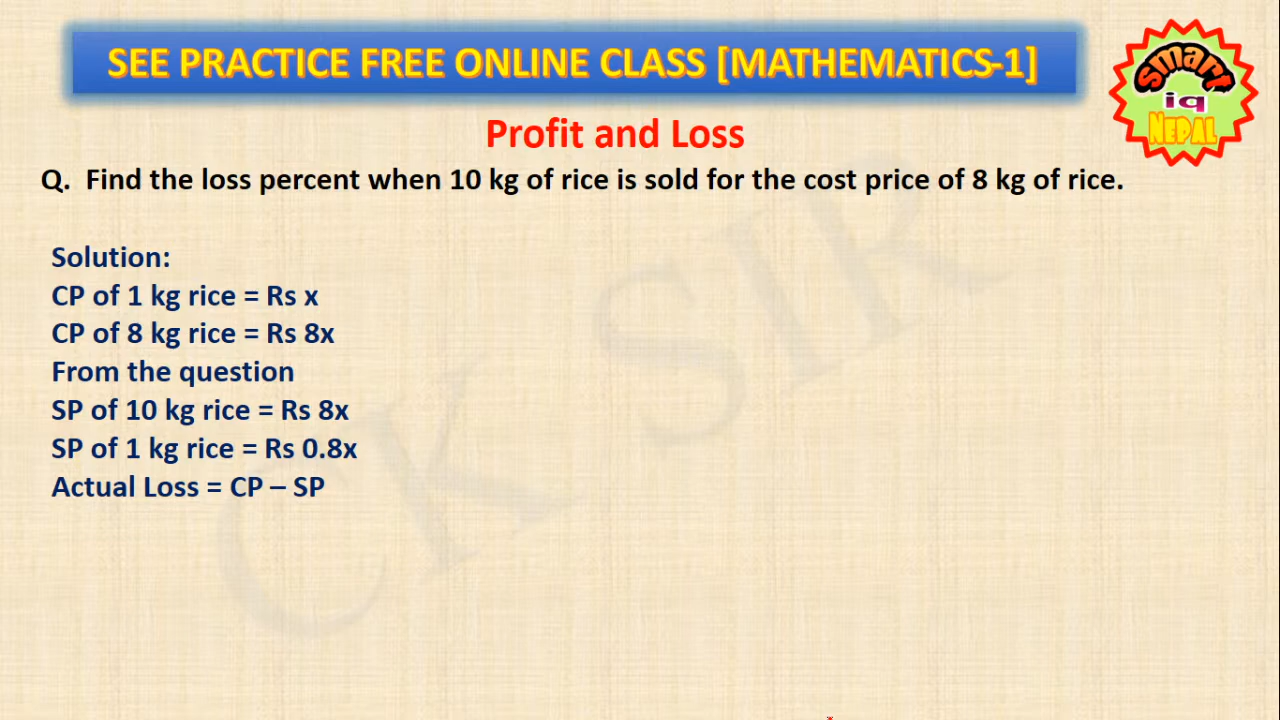 SEE PRACTICE FREE ONLINE CLASS [MATHEMATICS-1]
smart
iq
NEPAL
Profit and Loss
Q. Find the loss percent when 10 kg of rice is sold for the cost price of 8 kg of rice.
Solution:
CP of 1 kg rice = Rs x
CP of 8 kg rice = Rs 8x
From the question
SP of 10 kg rice = Rs 8x
SP of 1 kg rice = Rs 0.8x
Actual Loss = CP – SP
CK SIR